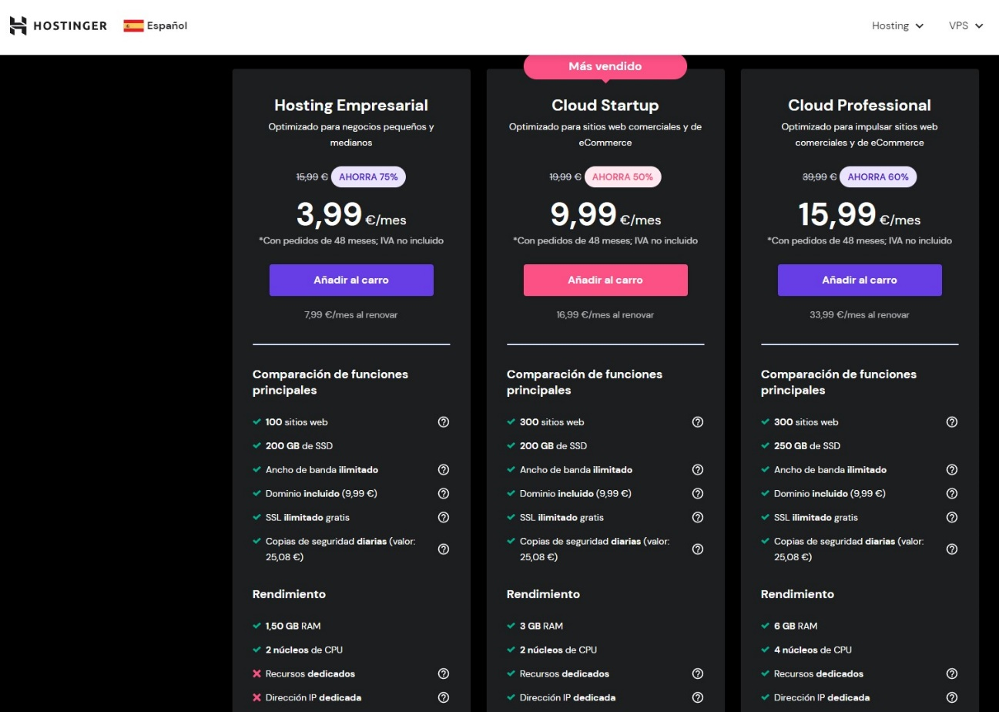 HOSTINGER
Español
Hosting
VPS
Hosting Empresarial
Optimizado para negocios pequeños y
medianos
15,99 € AHORRA 75%
3,99 €/mes
*Con pedidos de 48 meses; IVA no incluido
Añadir al carro
7,99 €/mes al renovar
Comparación de funciones
principales
100 sitios web
200 GB de SSD
Ancho de banda ilimitado
Dominio incluido (9,99 €)
SSL ilimitado gratis
Copias de seguridad diarias (valor:
25,08 €)
Rendimiento
1,50 GB RAM
2 núcleos de CPU
Recursos dedicados
Dirección IP dedicada
Más vendido
Cloud Startup
Optimizado para sitios web comerciales y de
eCommerce
19,99 € AHORRA 50%
9,99 €/mes
*Con pedidos de 48 meses; IVA no incluido
Añadir al carro
16,99 €/mes al renovar
Comparación de funciones
principales
300 sitios web
200 GB de SSD
Ancho de banda ilimitado
Dominio incluido (9,99 €)
SSL ilimitado gratis
Copias de seguridad diarias (valor:
25,08 €)
Rendimiento
3 GB RAM
2 núcleos de CPU
Recursos dedicados
Dirección IP dedicada
Cloud Professional
Optimizado para impulsar sitios web
comerciales y de eCommerce
39,99 € AHORRA 60%
15,99 €/mes
*Con pedidos de 48 meses; IVA no incluido
Añadir al carro
33,99 €/mes al renovar
Comparación de funciones
principales
300 sitios web
250 GB de SSD
Ancho de banda ilimitado
Dominio incluido (9,99 €)
SSL ilimitado gratis
Copias de seguridad diarias (valor:
25,08 €)
Rendimiento
6 GB RAM
4 núcleos de CPU
Recursos dedicados
Dirección IP dedicada